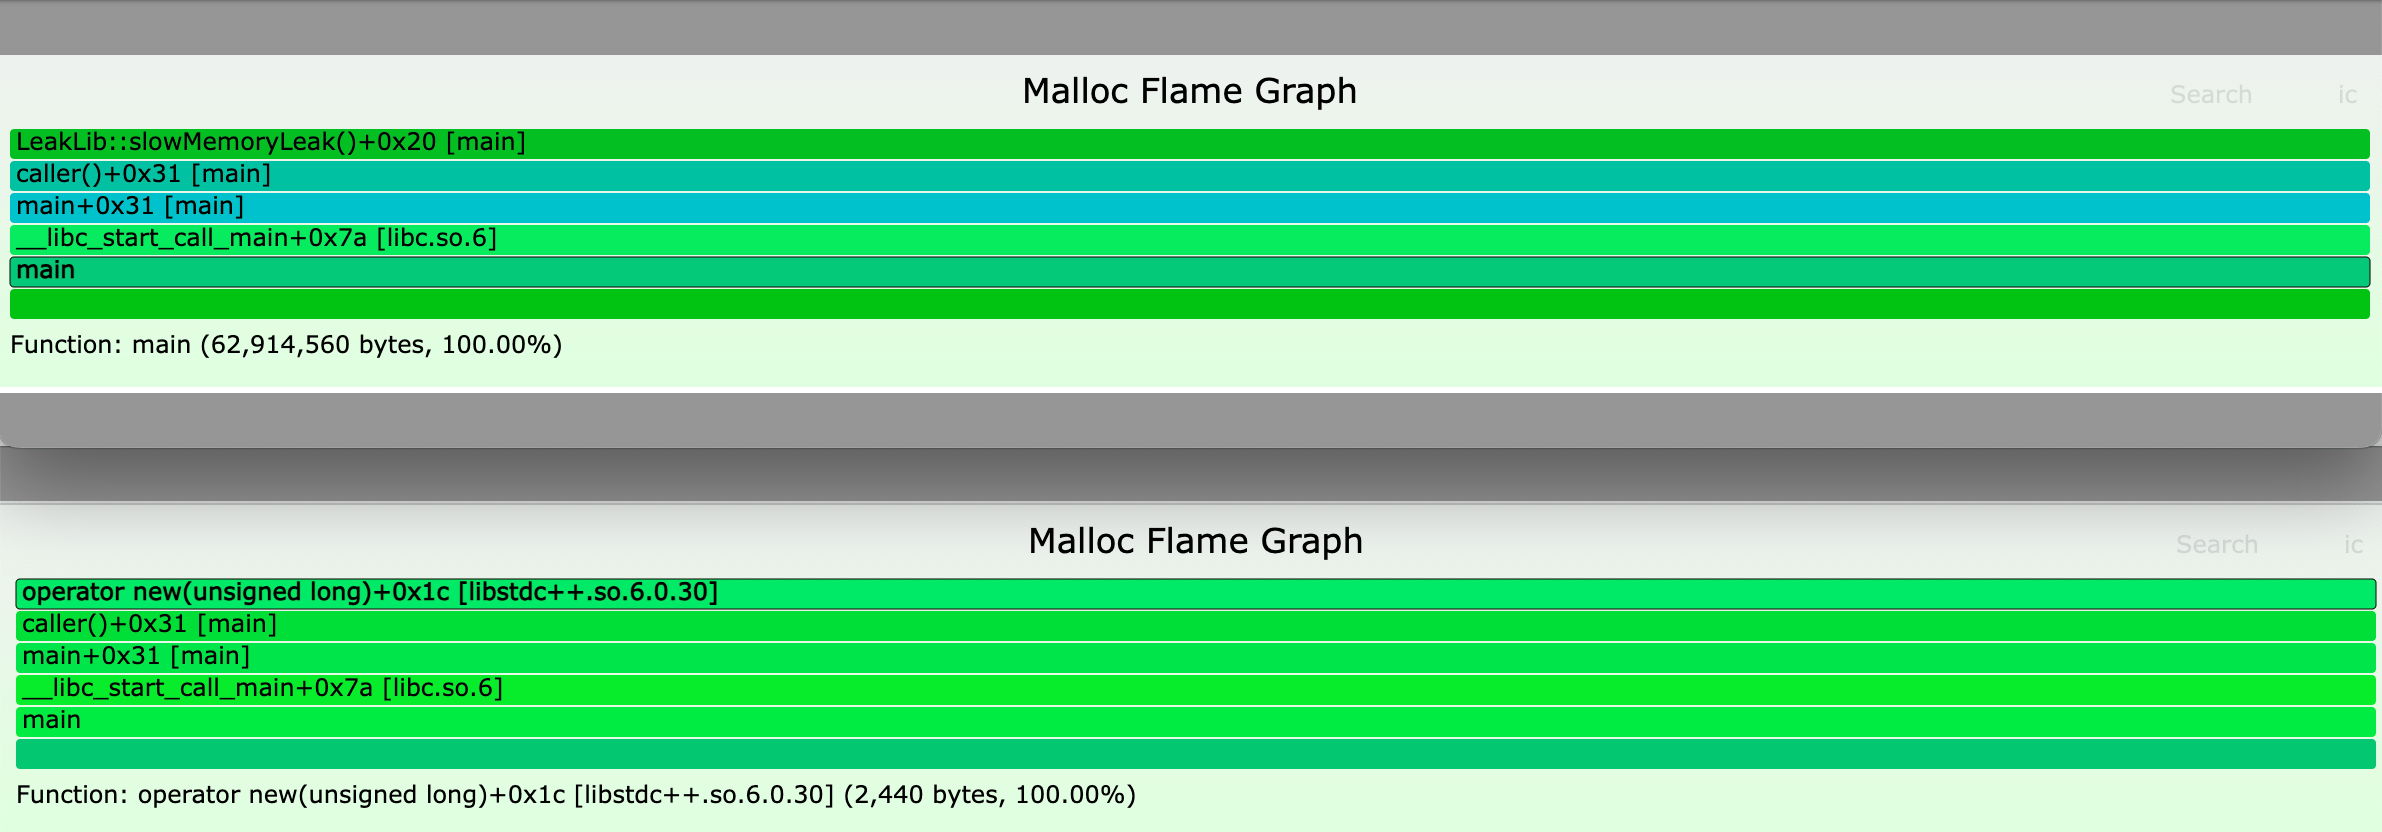 Malloc Flame Graph
Search ic
LeakLib::slowMemoryLeak()+0x20 [main]
caller()+0x31 [main]
main+0x31 [main]
__libc_start_call_main+0x7a [libc.so.6]
main
Function: main (62,914,560 bytes, 100.00%)
Malloc Flame Graph
Search ic
operator new(unsigned long)+0x1c [libstdc++.so.6.0.30]
caller()+0x31 [main]
main+0x31 [main]
__libc_start_call_main+0x7a [libc.so.6]
main
Function: operator new(unsigned long)+0x1c [libstdc++.so.6.0.30] (2,440 bytes, 100.00%)